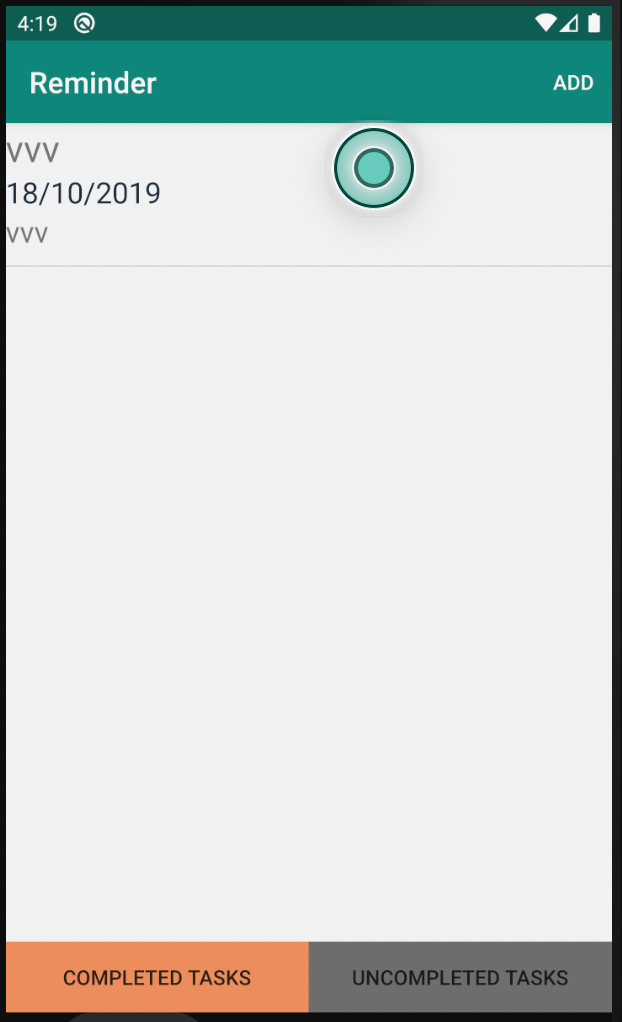 4:19
Reminder ADD
VVV
18/10/2019
VVV
COMPLETED TASKS UNCOMPLETED TASKS